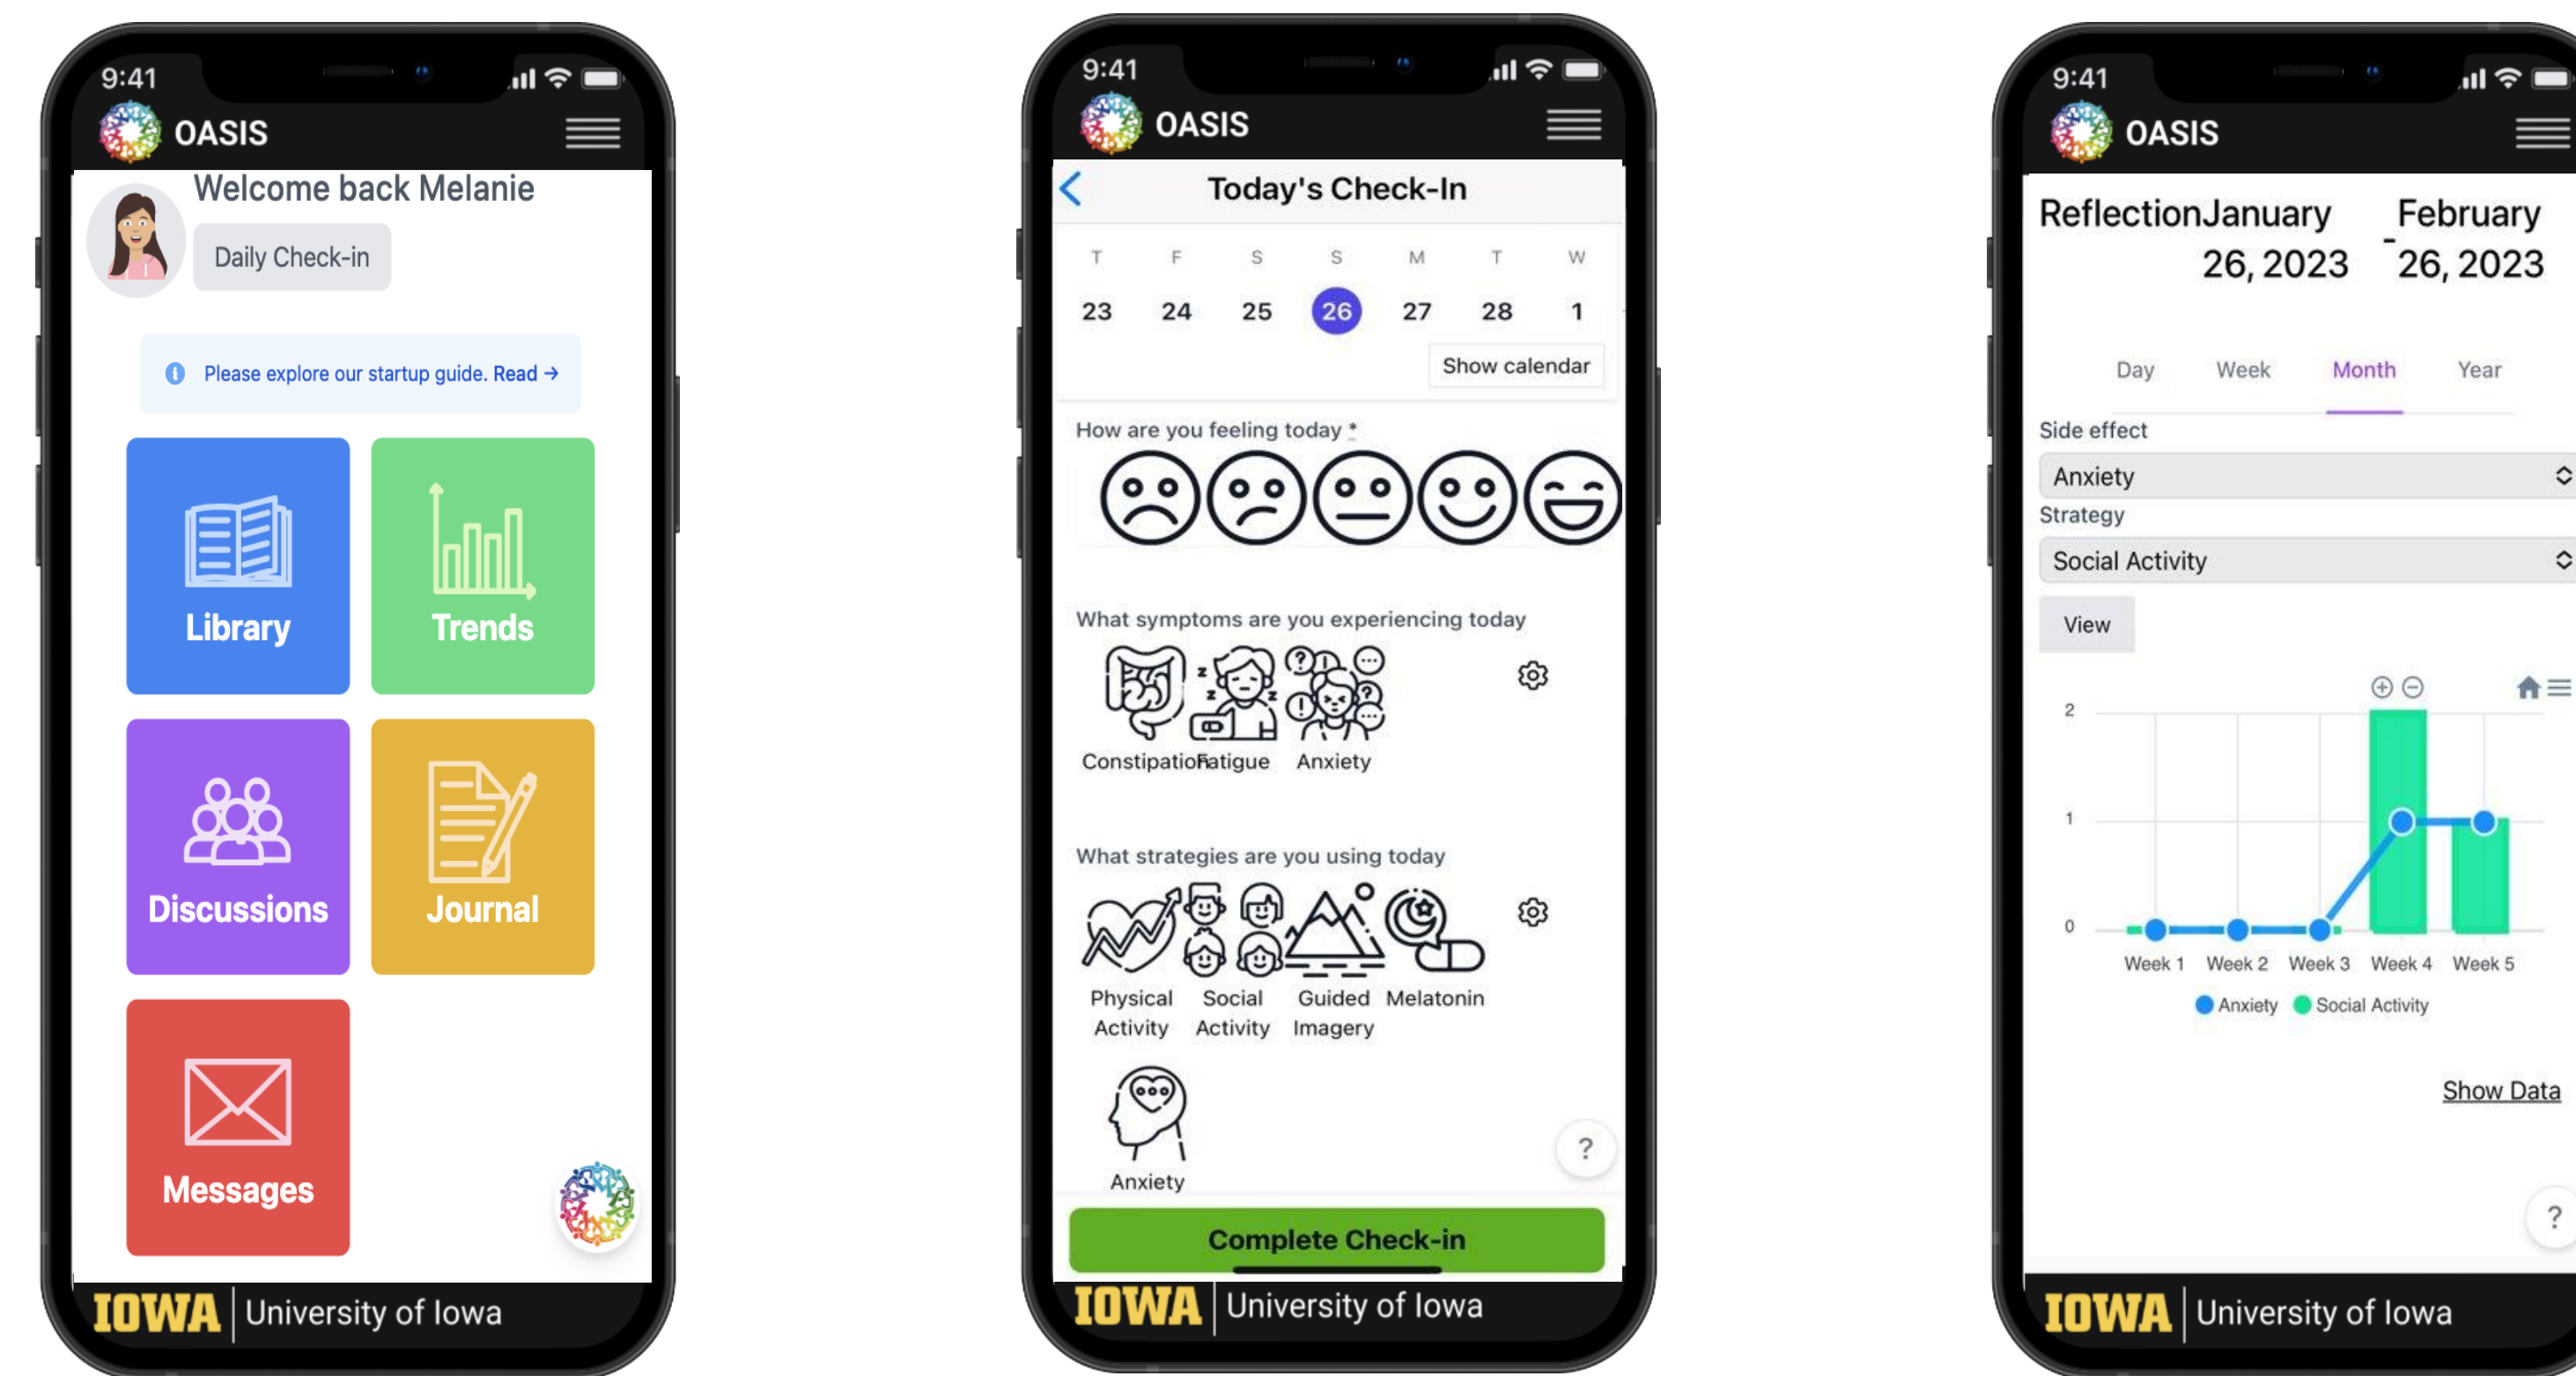 9:41
OASIS
Welcome back Melanie
Daily Check-in
Please explore our startup guide. Read →
Library
Trends
Discussions
Journal
Messages
IOWA | University of Iowa
9:41
OASIS
Today's Check-In
T F S S M T W
23 24 25 26 27 28 1
Show calendar
How are you feeling today *
What symptoms are you experiencing today
Constipation Fatigue Anxiety
What strategies are you using today
Physical Social Guided Melatonin
Activity Activity Imagery
Anxiety
?
Complete Check-in
IOWA | University of Iowa
9:41
OASIS
Reflection January - February
26, 2023 26, 2023
Day Week Month Year
Side effect
Anxiety
Strategy
Social Activity
View
2
1
0
Week 1 Week 2 Week 3 Week 4 Week 5
Anxiety Social Activity
Show Data
?
IOWA | University of Iowa